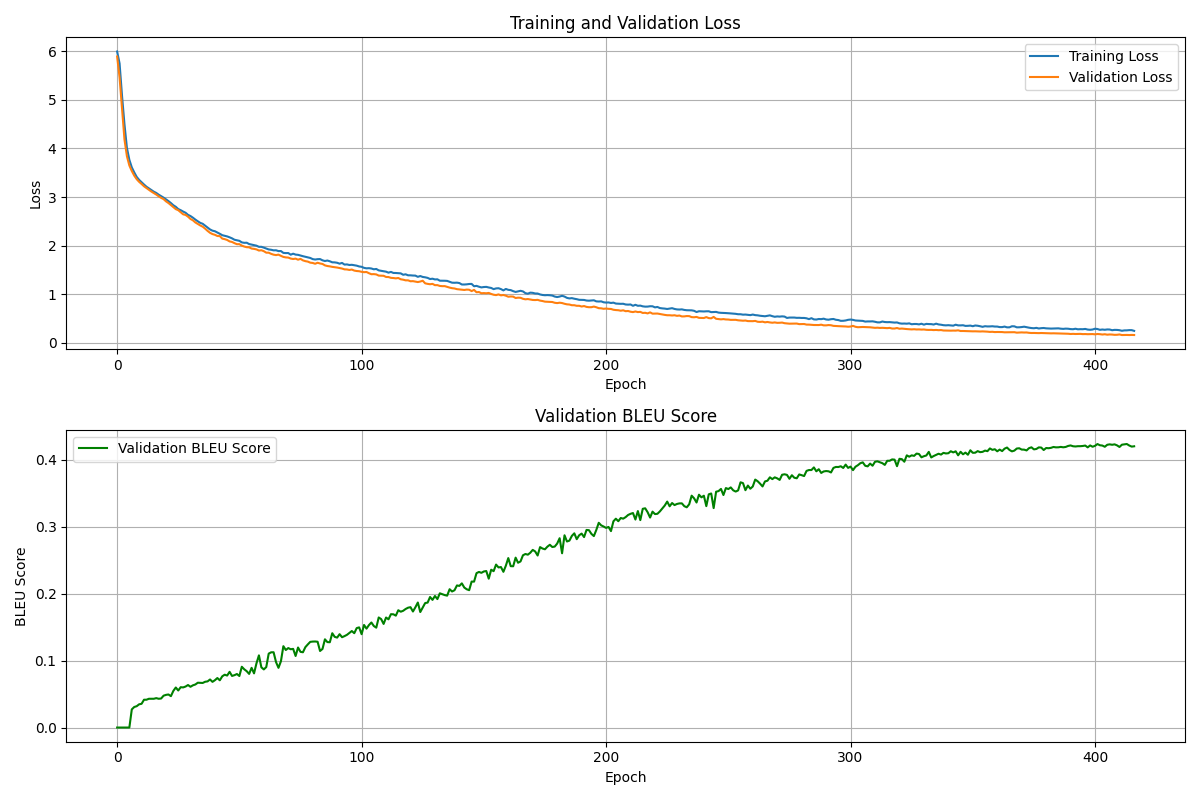 Training and Validation Loss
6
5
4
3
2
1
0
Loss
Training Loss
Validation Loss
0 100 200 300 400
Epoch
Validation BLEU Score
0.4
0.3
0.2
0.1
0.0
BLEU Score
Validation BLEU Score
0 100 200 300 400
Epoch